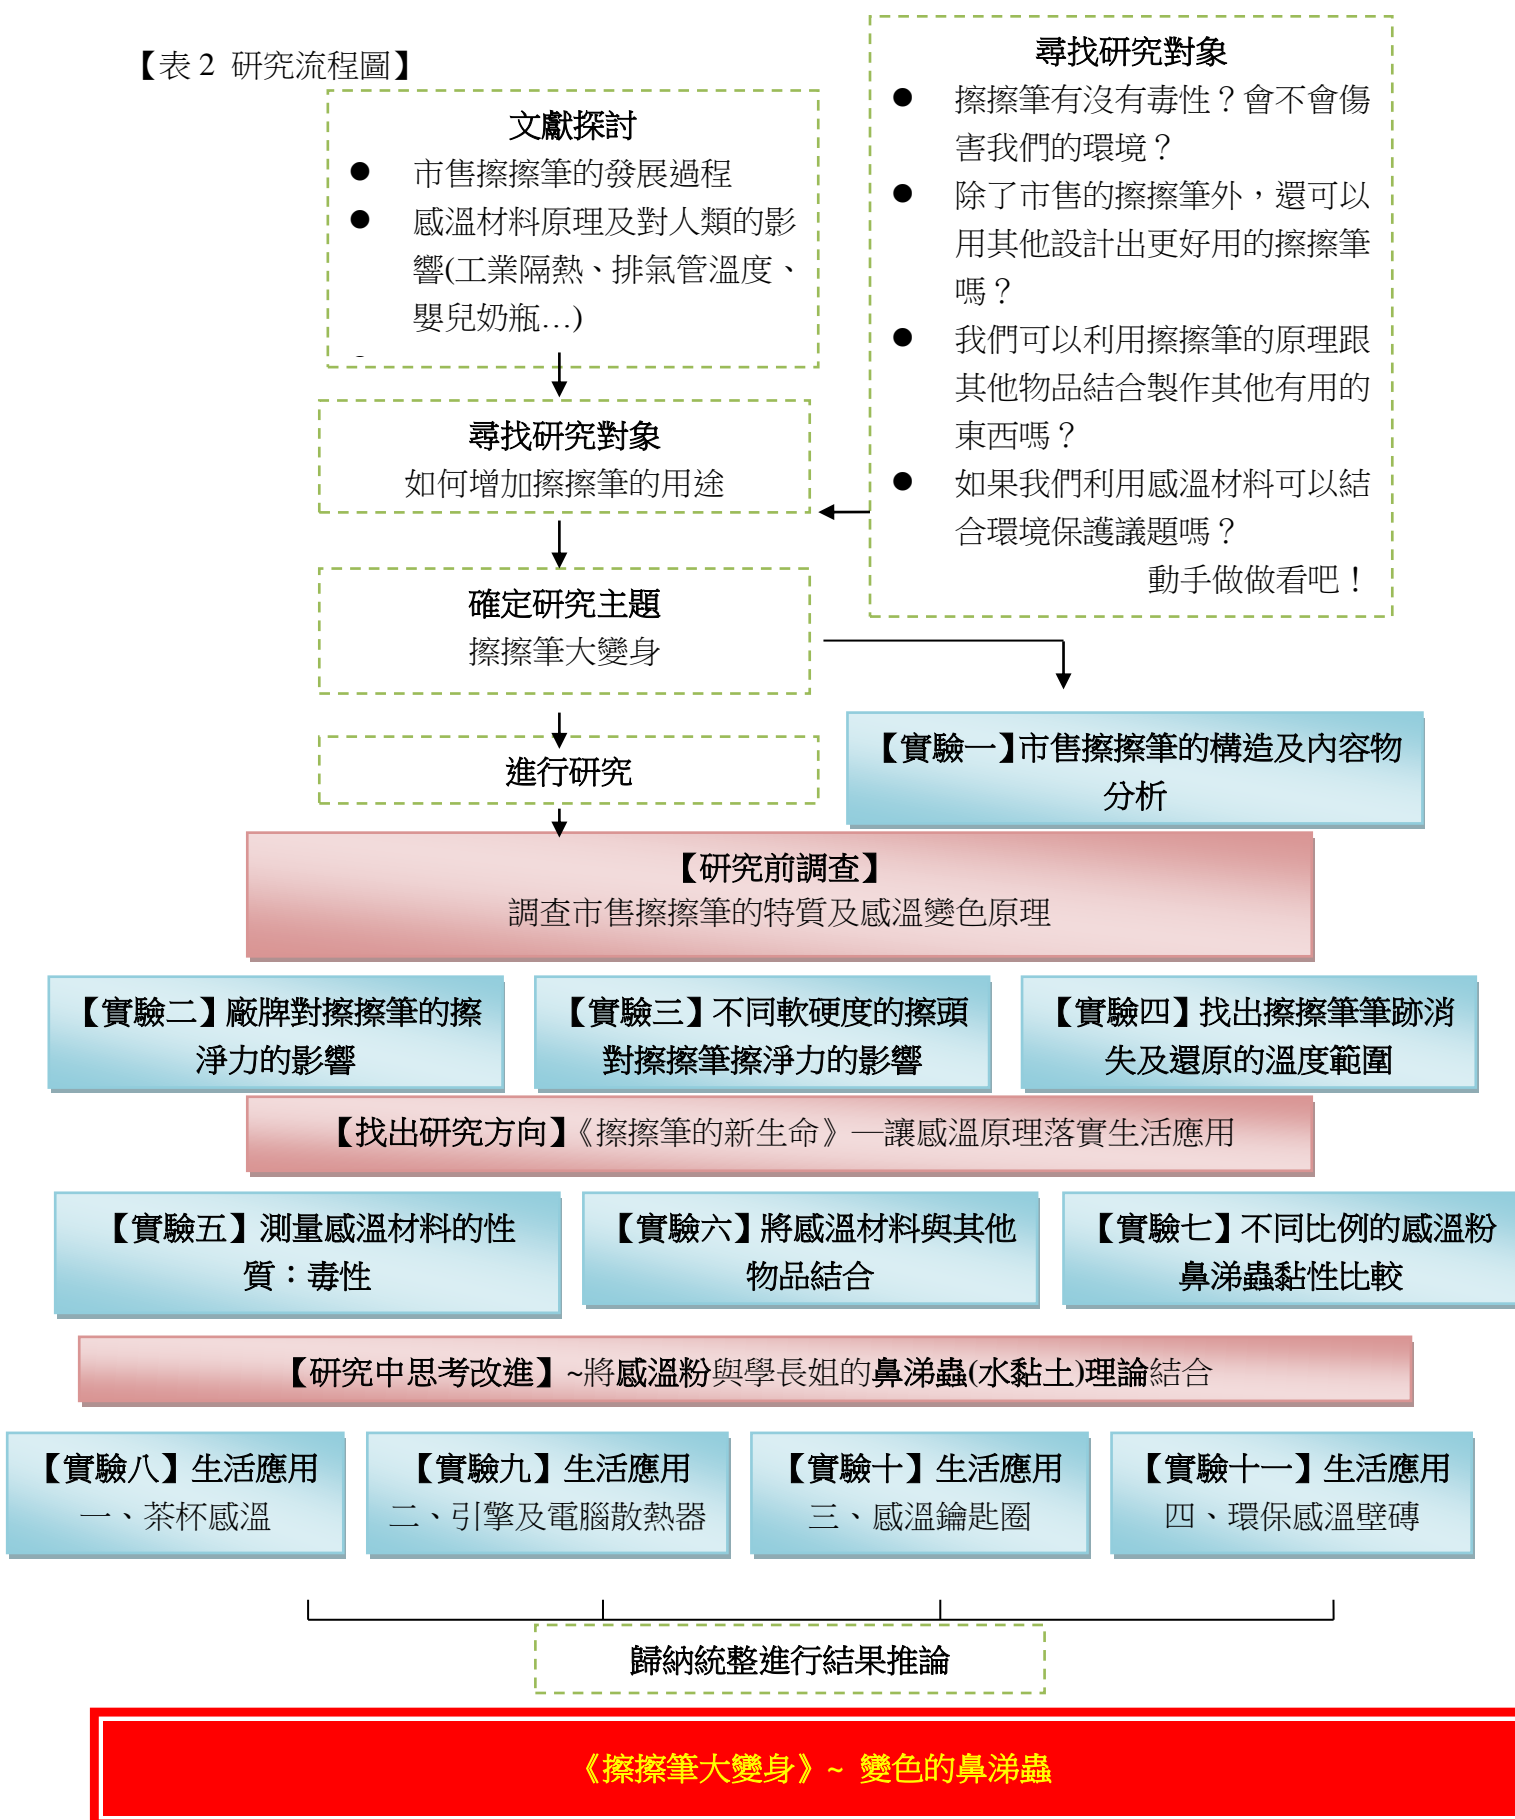 【表 2 研究流程圖】
文獻探討
● 市售擦擦筆的發展過程
● 感溫材料原理及對人類的影
響(工業隔熱、排氣管溫度、
嬰兒奶瓶…)
尋找研究對象
● 擦擦筆有沒有毒性？會不會傷
害我們的環境？
● 除了市售的擦擦筆外，還可以
用其他設計出更好用的擦擦筆
嗎？
● 我們可以利用擦擦筆的原理跟
其他物品結合製作其他有用的
東西嗎？
● 如果我們利用感溫材料可以結
合環境保護議題嗎？
動手做做看吧！
尋找研究對象
如何增加擦擦筆的用途
確定研究主題
擦擦筆大變身
進行研究
【實驗一】市售擦擦筆的構造及內容物
分析
【研究前調查】
調查市售擦擦筆的特質及感溫變色原理
【實驗二】廠牌對擦擦筆的擦
淨力的影響
【實驗三】不同軟硬度的擦頭
對擦擦筆擦淨力的影響
【實驗四】找出擦擦筆筆跡消
失及還原的溫度範圍
【找出研究方向】《擦擦筆的新生命》—讓感溫原理落實生活應用
【實驗五】測量感溫材料的性
質：毒性
【實驗六】將感溫材料與其他
物品結合
【實驗七】不同比例的感溫粉
鼻涕蟲黏性比較
【研究中思考改進】~將感溫粉與學長姐的鼻涕蟲(水黏土)理論結合
【實驗八】生活應用
一、茶杯感溫
【實驗九】生活應用
二、引擎及電腦散熱器
【實驗十】生活應用
三、感溫鑰匙圈
【實驗十一】生活應用
四、環保感溫壁磚
歸納統整進行結果推論
《擦擦筆大變身》~ 變色的鼻涕蟲